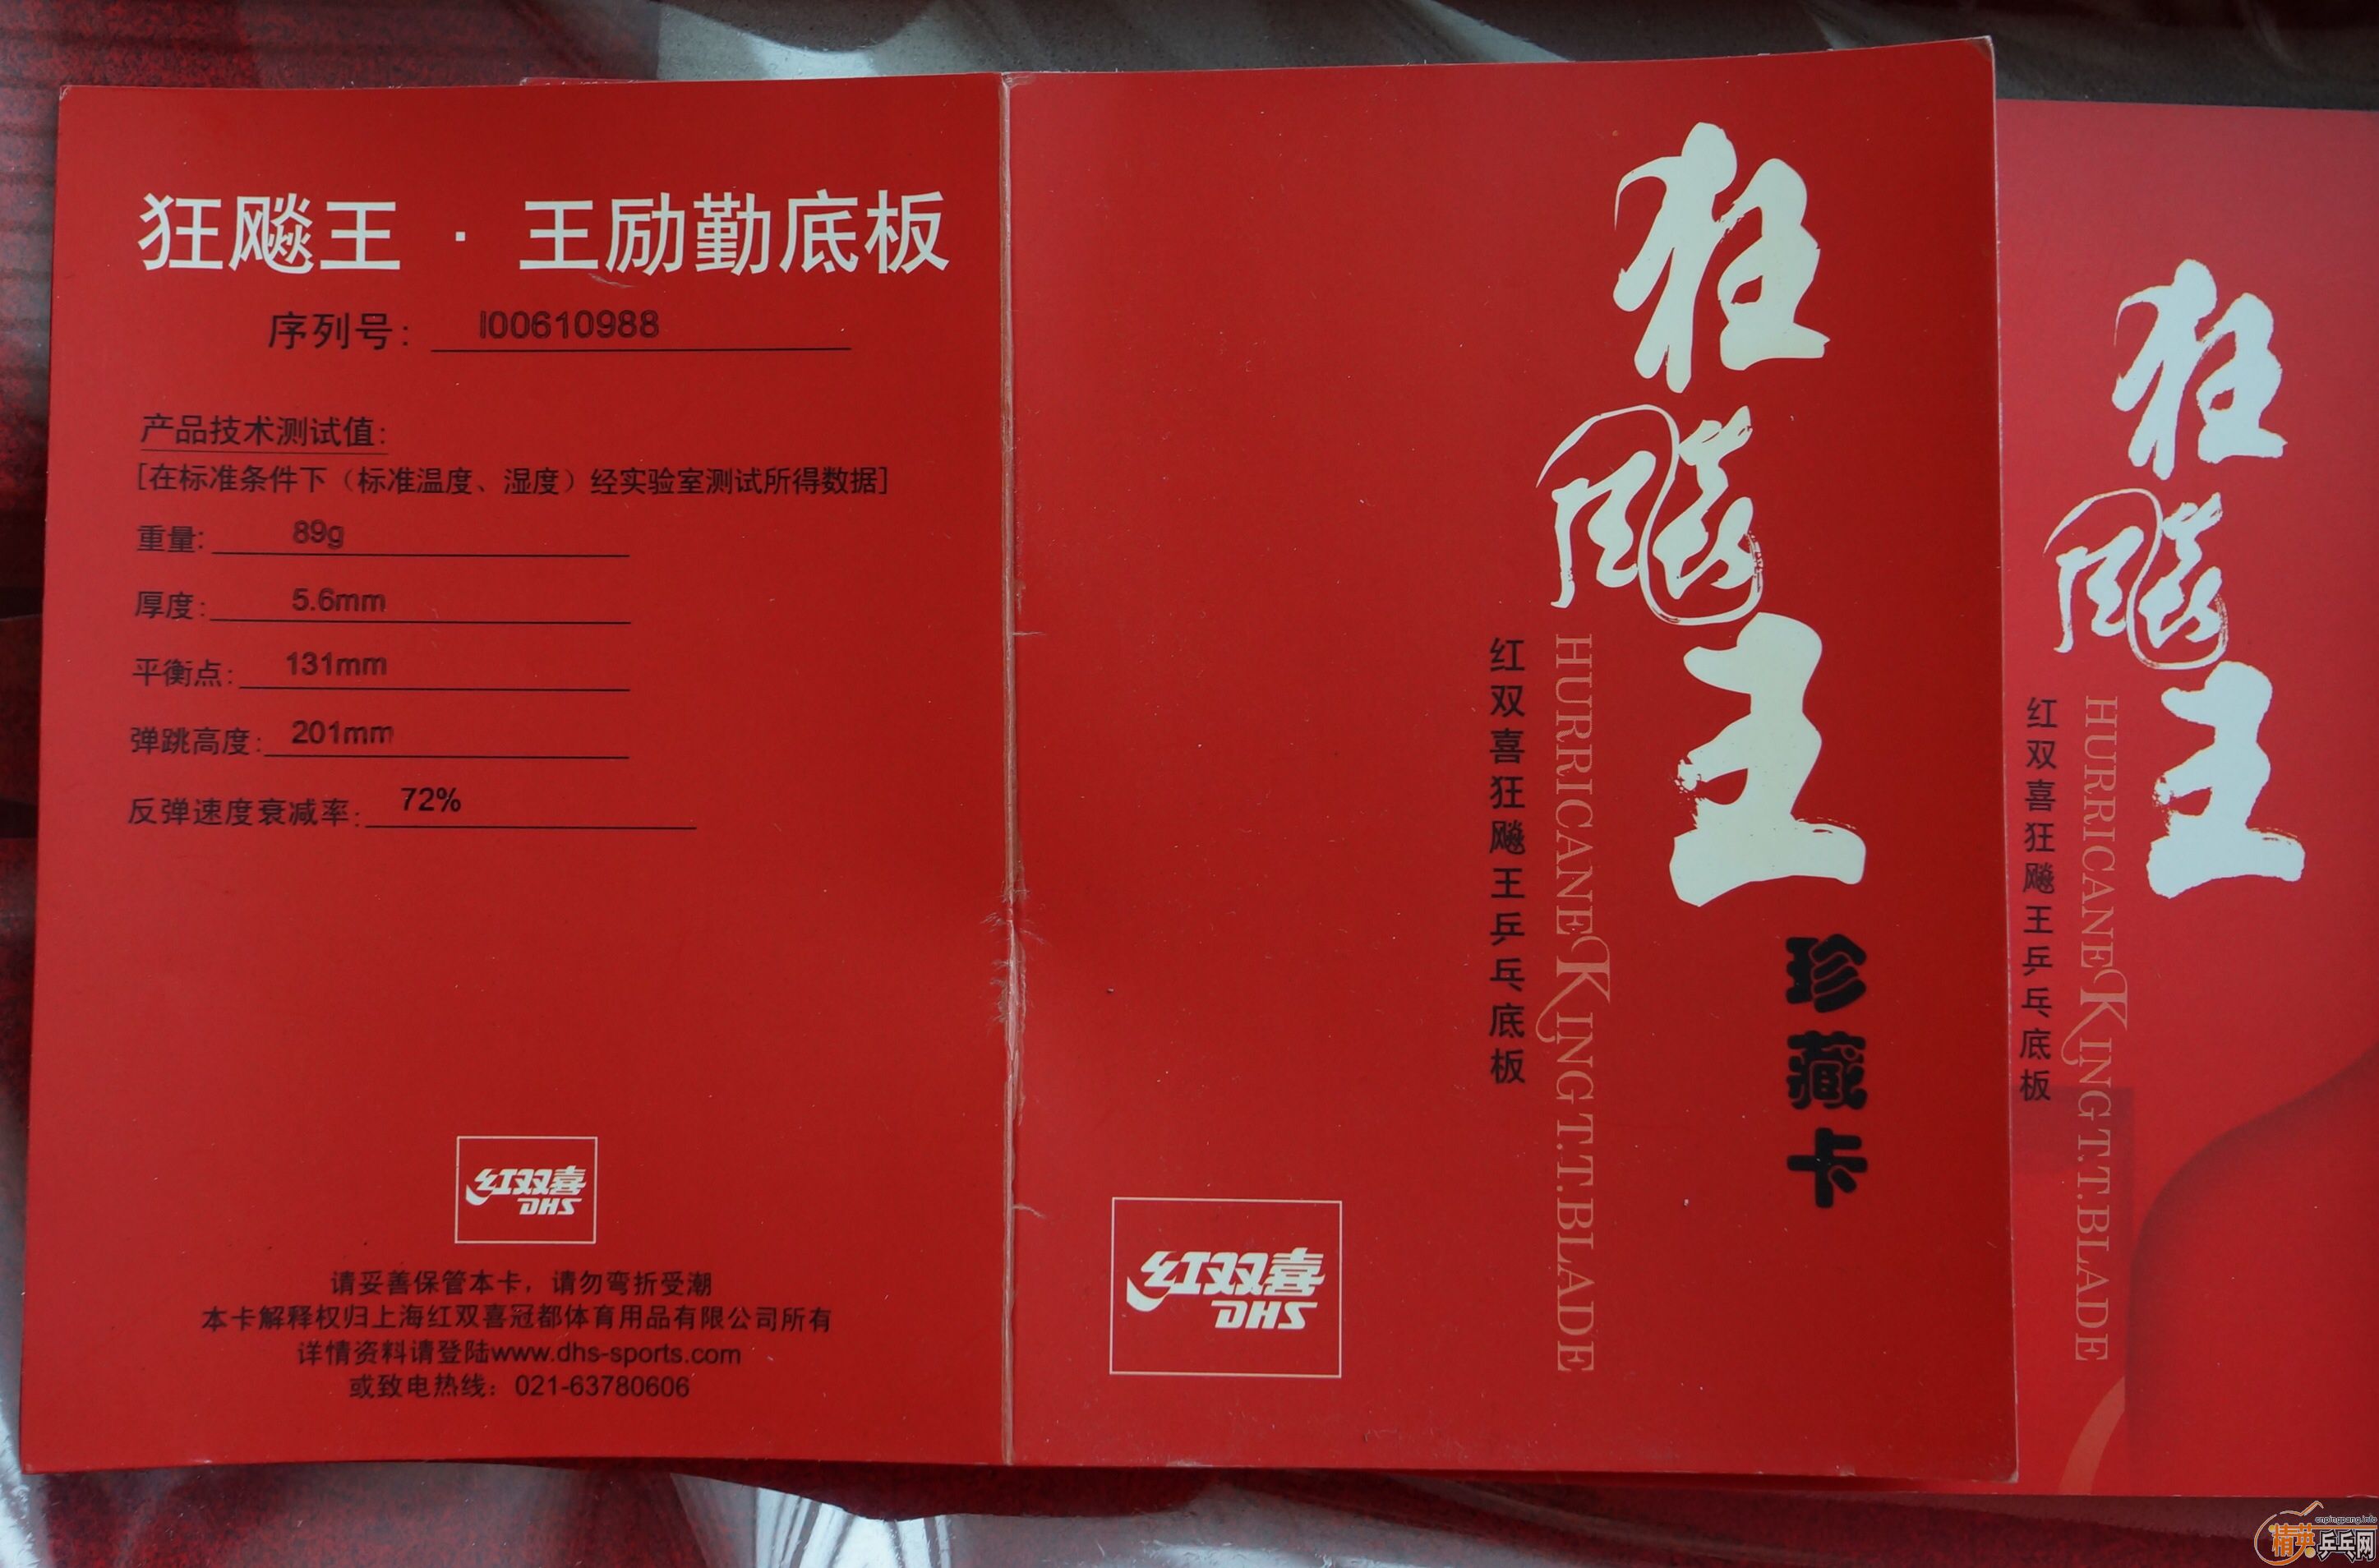 狂飚王 · 王励勤底板
序列号: I00610988
产品技术测试值:
[在标准条件下（标准温度、湿度）经实验室测试所得数据]
重量: 89g
厚度: 5.6mm
平衡点: 131mm
弹跳高度: 201mm
反弹速度衰减率: 72%
红双喜
DHS
请妥善保管本卡，请勿弯折受潮
本卡解释权归上海红双喜冠都体育用品有限公司所有
详情资料请登陆www.dhs-sports.com
或致电热线：021-63780606
狂飚王
珍藏卡
HURRICANE KING T.T.BLADE
红双喜狂飚王乒乓底板
红双喜
DHS
狂飚王
HURRICANE KING T.T.BLADE
红双喜狂飚王乒乓底板
cnpingpang.info
精英乒乓网